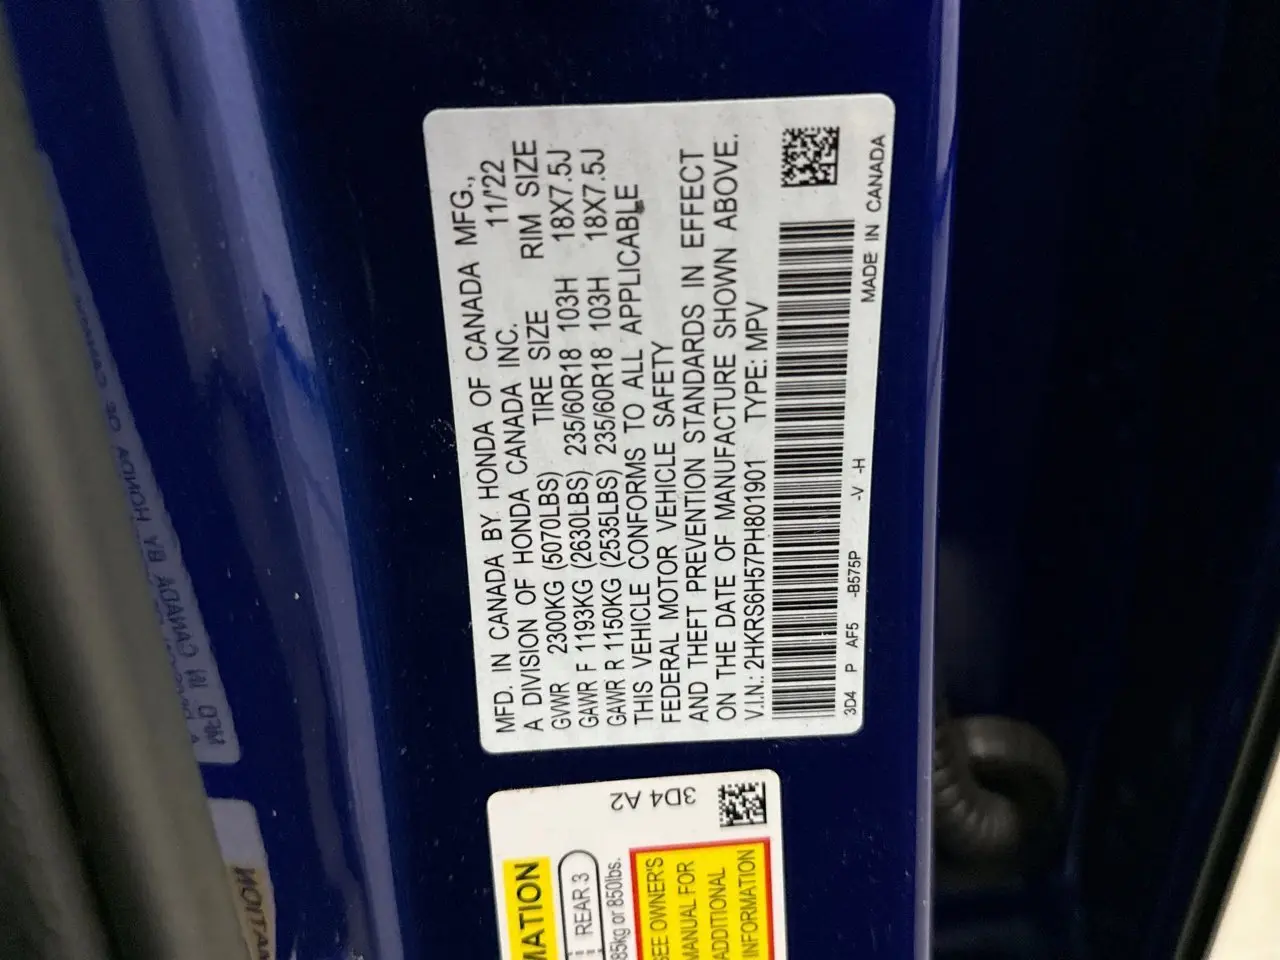 MFD. IN CANADA BY HONDA OF CANADA MFG.,
A DIVISION OF HONDA CANADA INC. 11/'22
GVWR 2300KG (5070LBS) TIRE SIZE RIM SIZE
GAWR F 1193KG (2630LBS) 235/60R18 103H 18X7.5J
GAWR R 1150KG (2535LBS) 235/60R18 103H 18X7.5J
THIS VEHICLE CONFORMS TO ALL APPLICABLE
FEDERAL MOTOR VEHICLE SAFETY
AND THEFT PREVENTION STANDARDS IN EFFECT
ON THE DATE OF MANUFACTURE SHOWN ABOVE.
V.I.N.: 2HKRS6H57PH801901 TYPE: MPV
3D4 P AF5 -B575P -V -H MADE IN CANADA
3D4 A2
REAR 3
or 850lbs.
SEE OWNER'S
MANUAL FOR
ADDITIONAL
INFORMATION